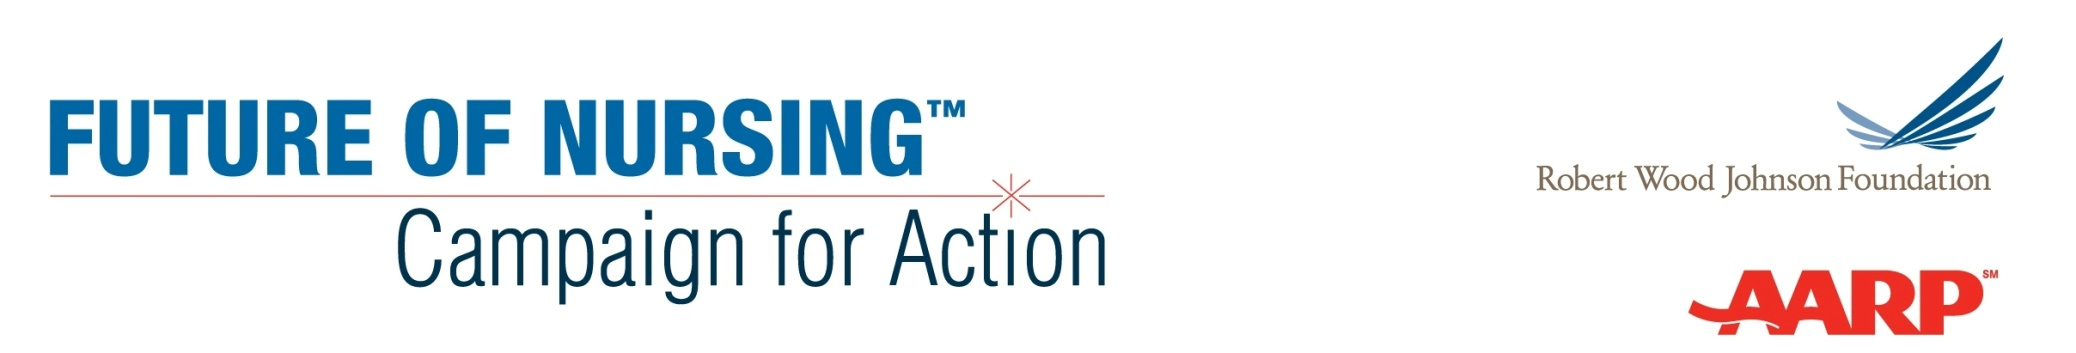 FUTURE OF NURSING™
Campaign for Action
Robert Wood Johnson Foundation
AARP℠